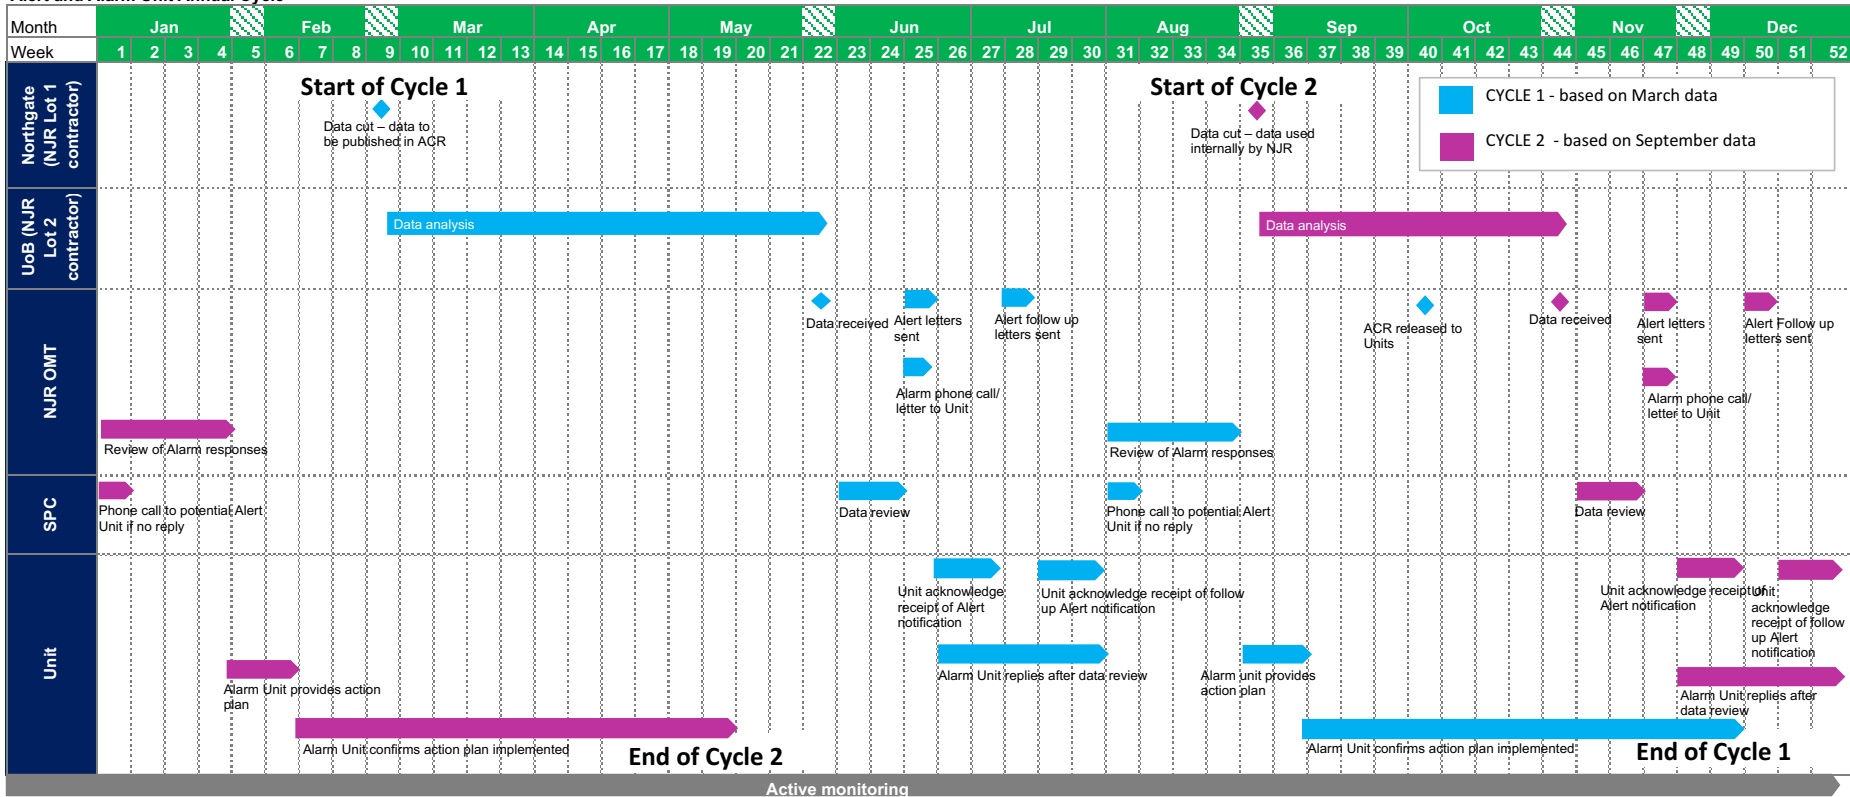 Alert and Alarm Unit Annual Cycle
Month Jan Feb Mar Apr May Jun Jul Aug Sep Oct Nov Dec
Week 1 2 3 4 5 6 7 8 9 10 11 12 13 14 15 16 17 18 19 20 21 22 23 24 25 26 27 28 29 30 31 32 33 34 35 36 37 38 39 40 41 42 43 44 45 46 47 48 49 50 51 52
Northgate
(NJR Lot 1
contractor)
Start of Cycle 1
Data cut – data to
be published in ACR
Start of Cycle 2
Data cut – data used
internally by NJR
CYCLE 1 - based on March data
CYCLE 2 - based on September data
UoB (NJR
Lot 2
contractor)
Data analysis
Data analysis
NJR OMT
Data received
Alert letters
sent
Alert follow up
letters sent
ACR released to
Units
Data received
Alert letters
sent
Alert Follow up
letters sent
Alarm phone call/
letter to Unit
Alarm phone call/
letter to Unit
Review of Alarm responses
Review of Alarm responses
SPC
Phone call to potential Alert
Unit if no reply
Data review
Phone call to potential Alert
Unit if no reply
Data review
Unit
Unit acknowledge
receipt of Alert
notification
Unit acknowledge receipt of follow
up Alert notification
Unit acknowledge receipt of
Alert notification
Unit
acknowledge
receipt of follow
up Alert
notification
Alarm Unit provides action
plan
Alarm Unit replies after data review
Alarm unit provides
action plan
Alarm Unit replies after
data review
Alarm Unit confirms action plan implemented
End of Cycle 2
Alarm Unit confirms action plan implemented
End of Cycle 1
Active monitoring